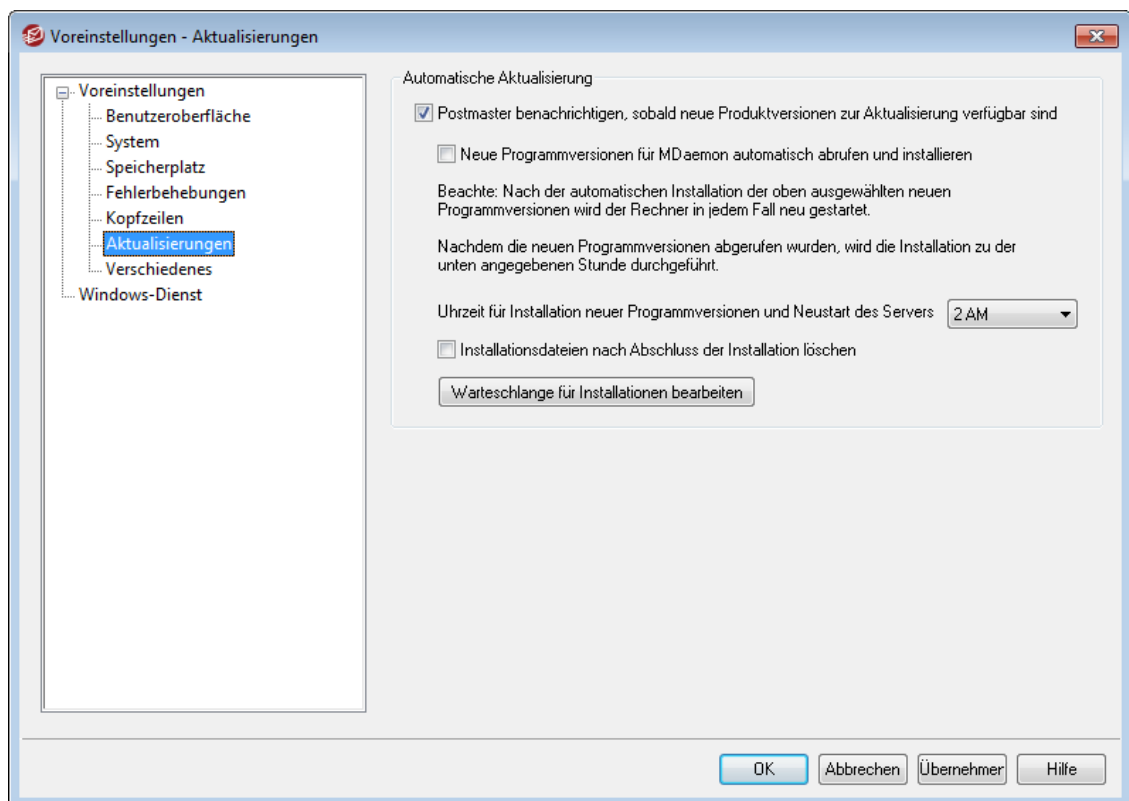 Voreinstellungen - Aktualisierungen
Voreinstellungen
Benutzeroberfläche
System
Speicherplatz
Fehlerbehebungen
Kopfzeilen
Aktualisierungen
Verschiedenes
Windows-Dienst
Automatische Aktualisierung
Postmaster benachrichtigen, sobald neue Produktversionen zur Aktualisierung verfügbar sind
Neue Programmversionen für MDaemon automatisch abrufen und installieren
Beachte: Nach der automatischen Installation der oben ausgewählten neuen
Programmversionen wird der Rechner in jedem Fall neu gestartet.
Nachdem die neuen Programmversionen abgerufen wurden, wird die Installation zu der
unten angegebenen Stunde durchgeführt.
Uhrzeit für Installation neuer Programmversionen und Neustart des Servers 2 AM
Installationsdateien nach Abschluss der Installation löschen
Warteschlange für Installationen bearbeiten
OK Abbrechen Übernehmer Hilfe